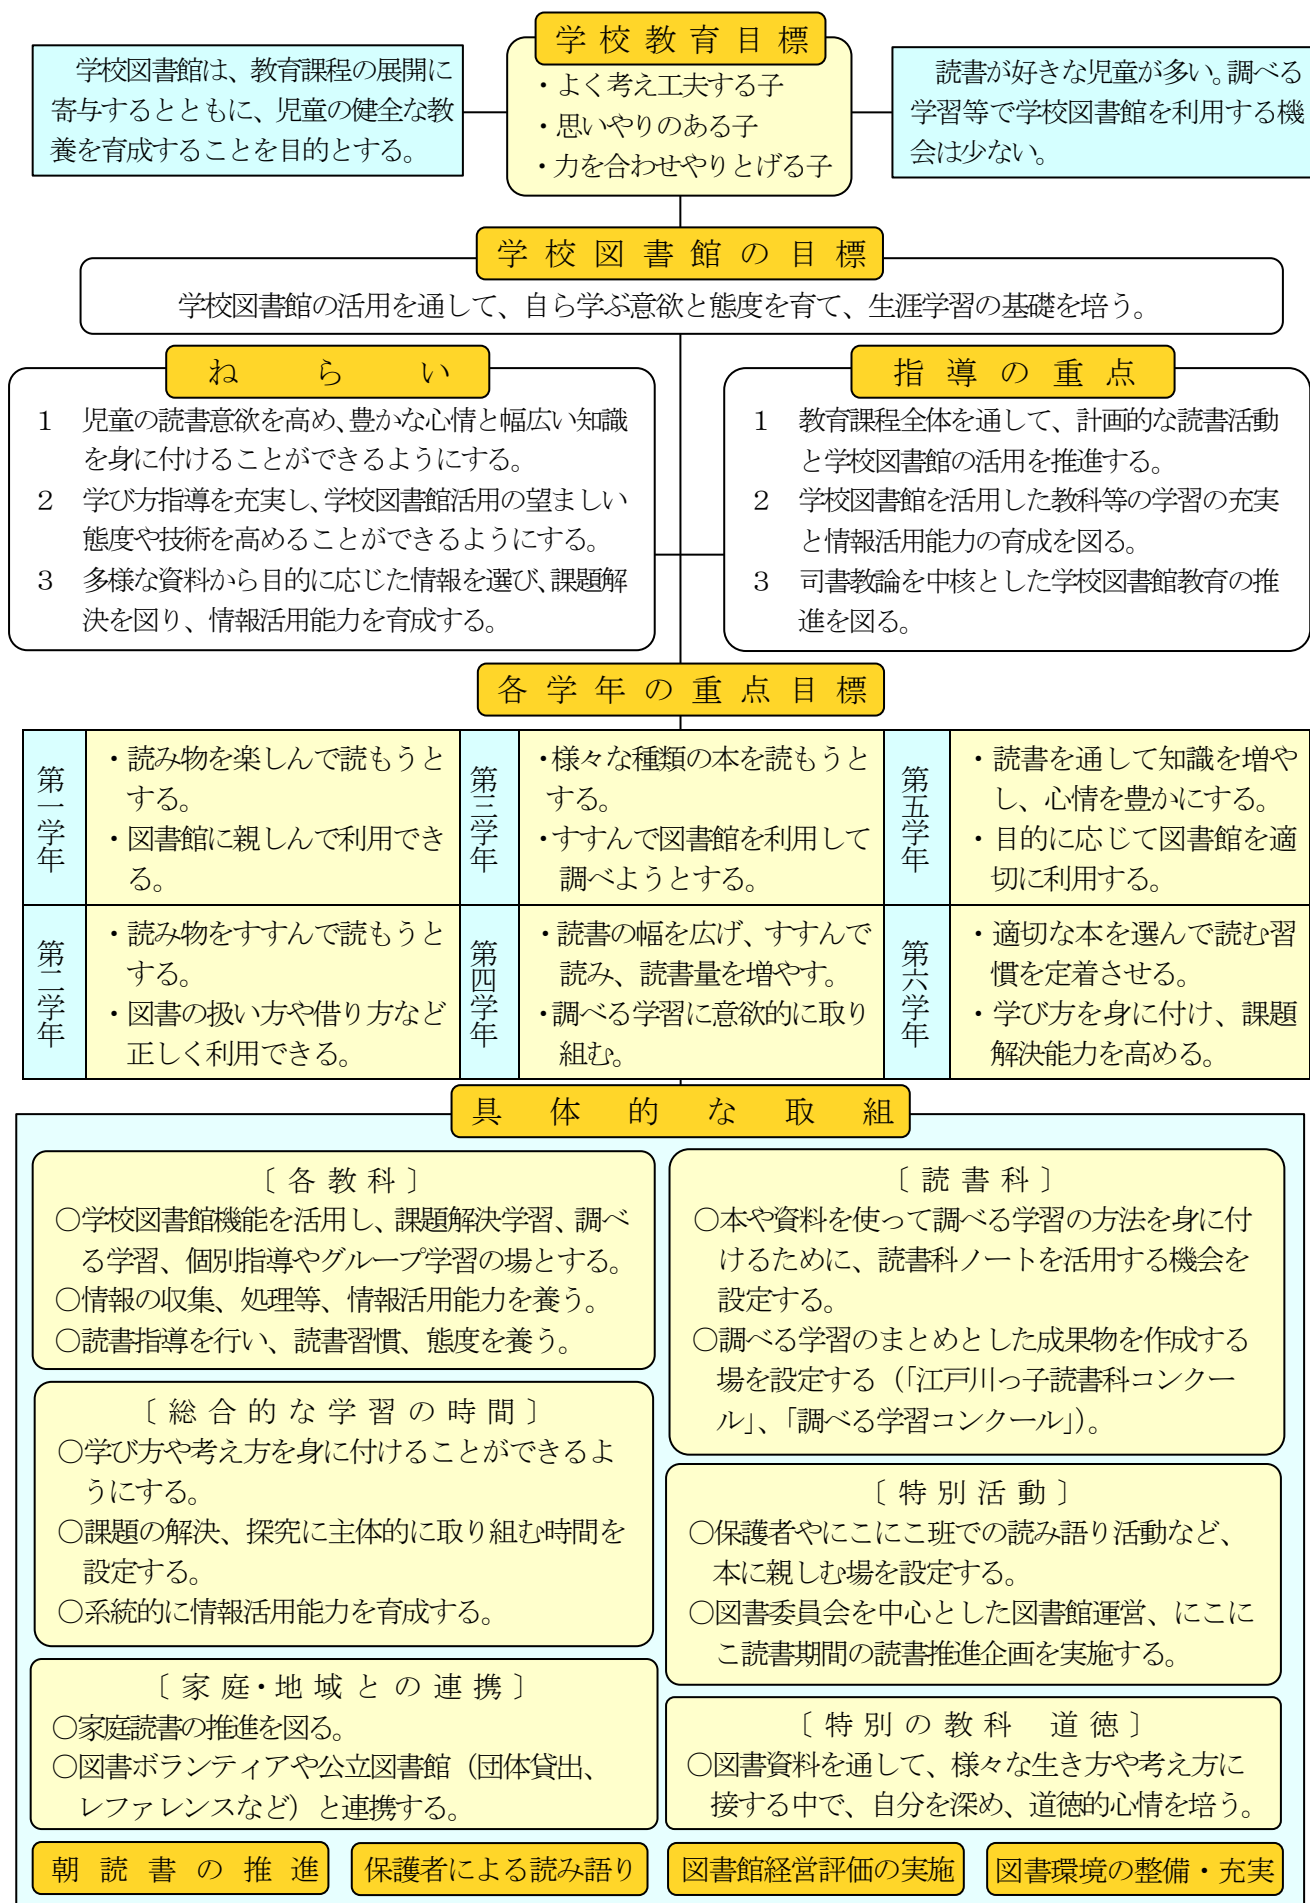 学校教育目標
・よく考え工夫する子
・思いやりのある子
・力を合わせやりとげる子
学校図書館は、教育課程の展開に
寄与するとともに、児童の健全な教
養を育成することを目的とする。
読書が好きな児童が多い。調べる
学習等で学校図書館を利用する機
会は少ない。
学校図書館の目標
学校図書館の活用を通して、自ら学ぶ意欲と態度を育て、生涯学習の基礎を培う。
ねらい
1 児童の読書意欲を高め、豊かな心情と幅広い知識
を身に付けることができるようにする。
2 学び方指導を充実し、学校図書館活用の望ましい
態度や技術を高めることができるようにする。
3 多様な資料から目的に応じた情報を選び、課題解
決を図り、情報活用能力を育成する。
指導の重点
1 教育課程全体を通して、計画的な読書活動
と学校図書館の活用を推進する。
2 学校図書館を活用した教科等の学習の充実
と情報活用能力の育成を図る。
3 司書教論を中核とした学校図書館教育の推
進を図る。
各学年の重点目標
第一学年
・読み物を楽しんで読もうと
する。
・図書館に親しんで利用でき
る。
第三学年
・様々な種類の本を読もうと
する。
・すすんで図書館を利用して
調べようとする。
第五学年
・読書を通して知識を増や
し、心情を豊かにする。
・目的に応じて図書館を適
切に利用する。
第二学年
・読み物をすすんで読もうと
する。
・図書の扱い方や借り方など
正しく利用できる。
第四学年
・読書の幅を広げ、すすんで
読み、読書量を増やす。
・調べる学習に意欲的に取り
組む。
第六学年
・適切な本を選んで読む習
慣を定着させる。
・学び方を身に付け、課題
解決能力を高める。
具体的な取組
〔各教科〕
○学校図書館機能を活用し、課題解決学習、調べ
る学習、個別指導やグループ学習の場とする。
○情報の収集、処理等、情報活用能力を養う。
○読書指導を行い、読書習慣、態度を養う。
〔総合的な学習の時間〕
○学び方や考え方を身に付けることができるよ
うにする。
○課題の解決、探究に主体的に取り組む時間を
設定する。
○系統的に情報活用能力を育成する。
〔家庭・地域との連携〕
○家庭読書の推進を図る。
○図書ボランティアや公立図書館（団体貸出、
レファレンスなど）と連携する。
〔読書科〕
○本や資料を使って調べる学習の方法を身に付
けるために、読書科ノートを活用する機会を
設定する。
○調べる学習のまとめとした成果物を作成する
場を設定する（「江戸川っ子読書科コンクー
ル」、「調べる学習コンクール」）。
〔特別活動〕
○保護者やにこにこ班での読み語り活動など、
本に親しむ場を設定する。
○図書委員会を中心とした図書館運営、にこに
こ読書期間の読書推進企画を実施する。
〔特別の教科 道徳〕
○図書資料を通して、様々な生き方や考え方に
接する中で、自分を深め、道徳的心情を培う。
朝読書の推進
保護者による読み語り
図書館経営評価の実施
図書環境の整備・充実